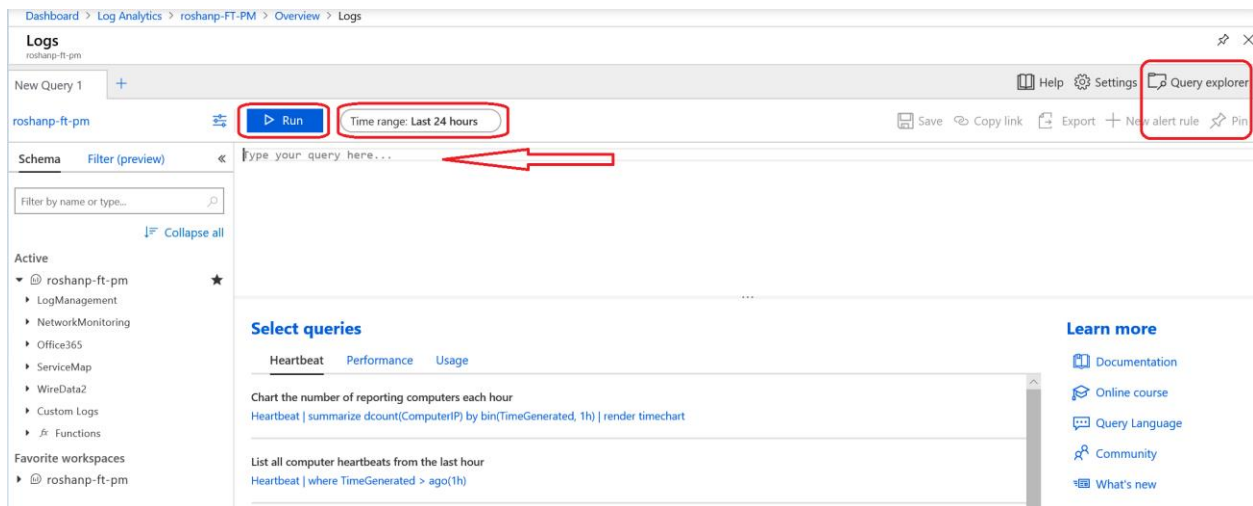 Dashboard > Log Analytics > roshanp-FT-PM > Overview > Logs
Logs
roshanp-ft-pm
New Query 1 +
Help Settings Query explorer
roshanp-ft-pm
Run
Time range: Last 24 hours
Save Copy link Export New alert rule Pin
Schema Filter (preview) «
Type your query here...
Filter by name or type...
Collapse all
Active
roshanp-ft-pm
LogManagement
NetworkMonitoring
Office365
ServiceMap
WireData2
Custom Logs
fx Functions
Favorite workspaces
roshanp-ft-pm
...
Select queries
Heartbeat Performance Usage
Chart the number of reporting computers each hour
Heartbeat | summarize dcount(ComputerIP) by bin(TimeGenerated, 1h) | render timechart
List all computer heartbeats from the last hour
Heartbeat | where TimeGenerated > ago(1h)
Learn more
Documentation
Online course
Query Language
Community
What's new